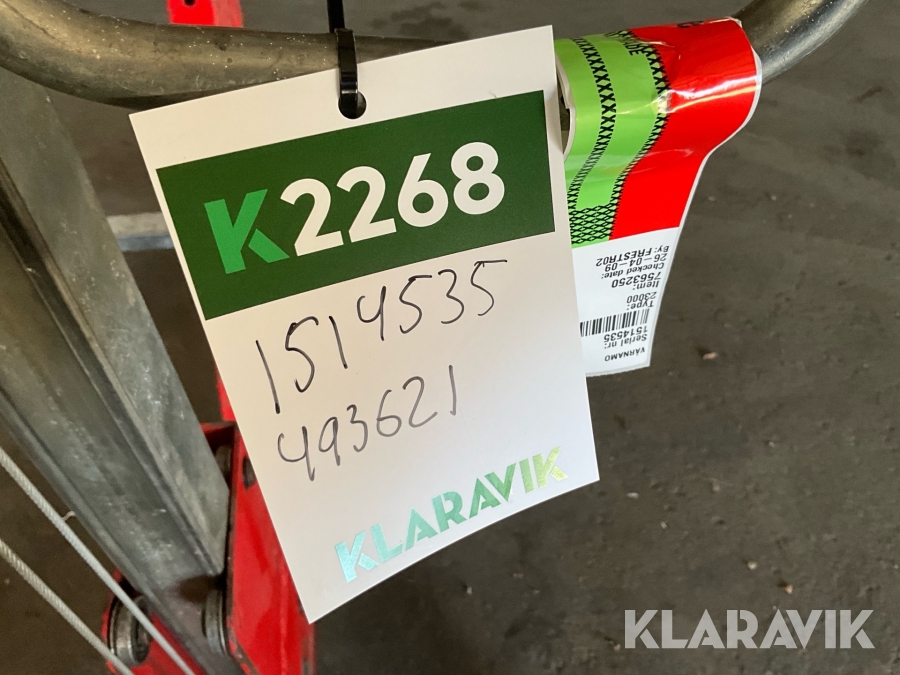 K2268
1514535
493621
KLARAVIK
VÄRNAMO
Serial nr:
1514535
Type:
23000
Item:
7563250
Checked date:
26-04-09
By: FRESTR02
KLARAVIK